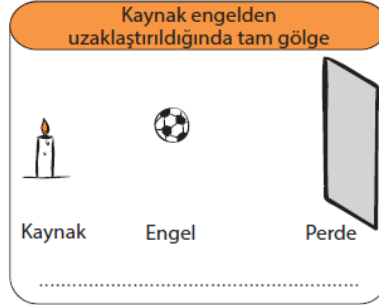 Kaynak engelden
uzaklaştırıldığında tam gölge
Kaynak Engel Perde
..........................................................